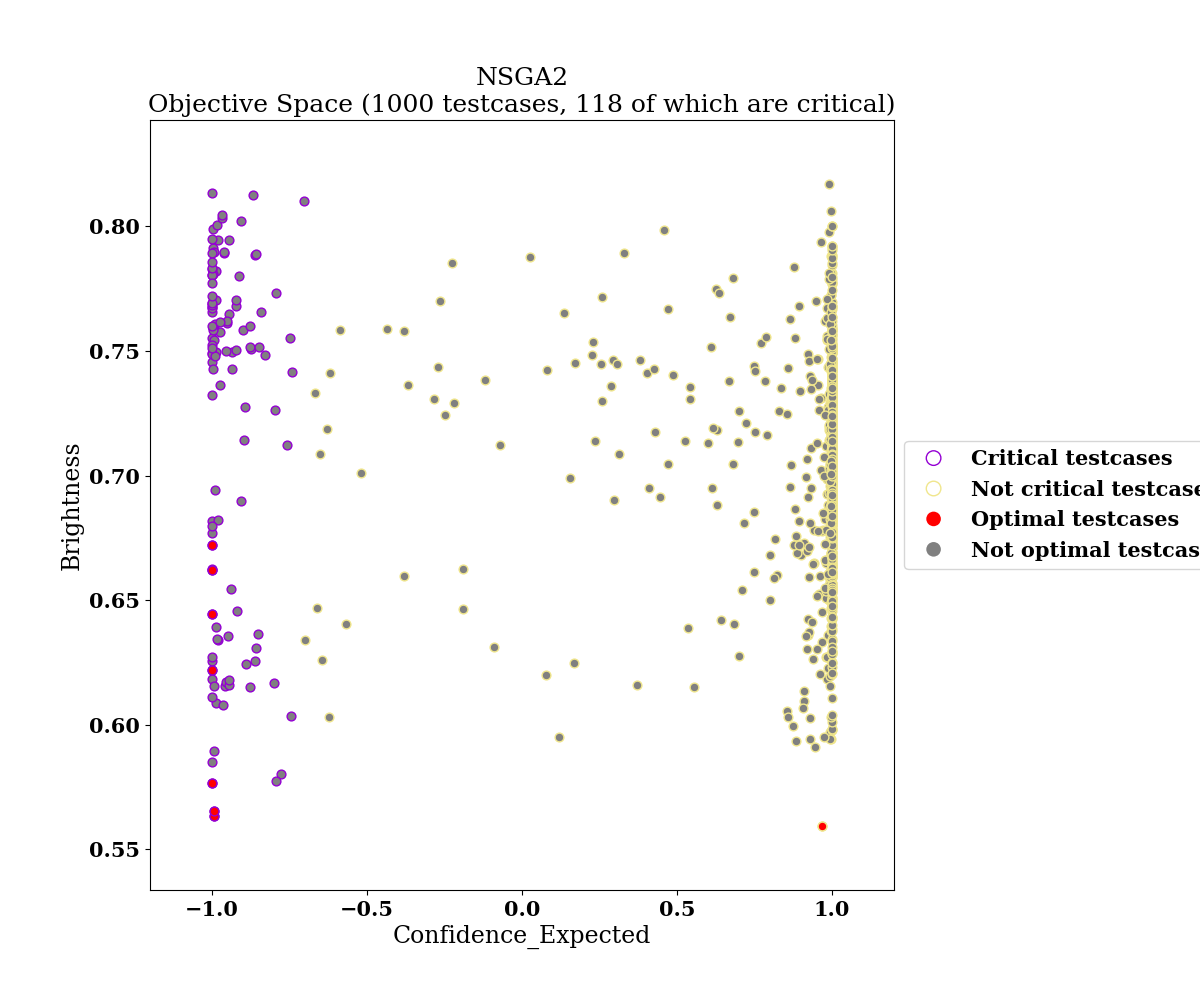 NSGA2
Objective Space (1000 testcases, 118 of which are critical)
0.80
0.75
0.70
0.65
0.60
0.55
Brightness
−1.0
−0.5
0.0
0.5
1.0
Confidence_Expected
Critical testcases
Not critical testcase
Optimal testcases
Not optimal testcas